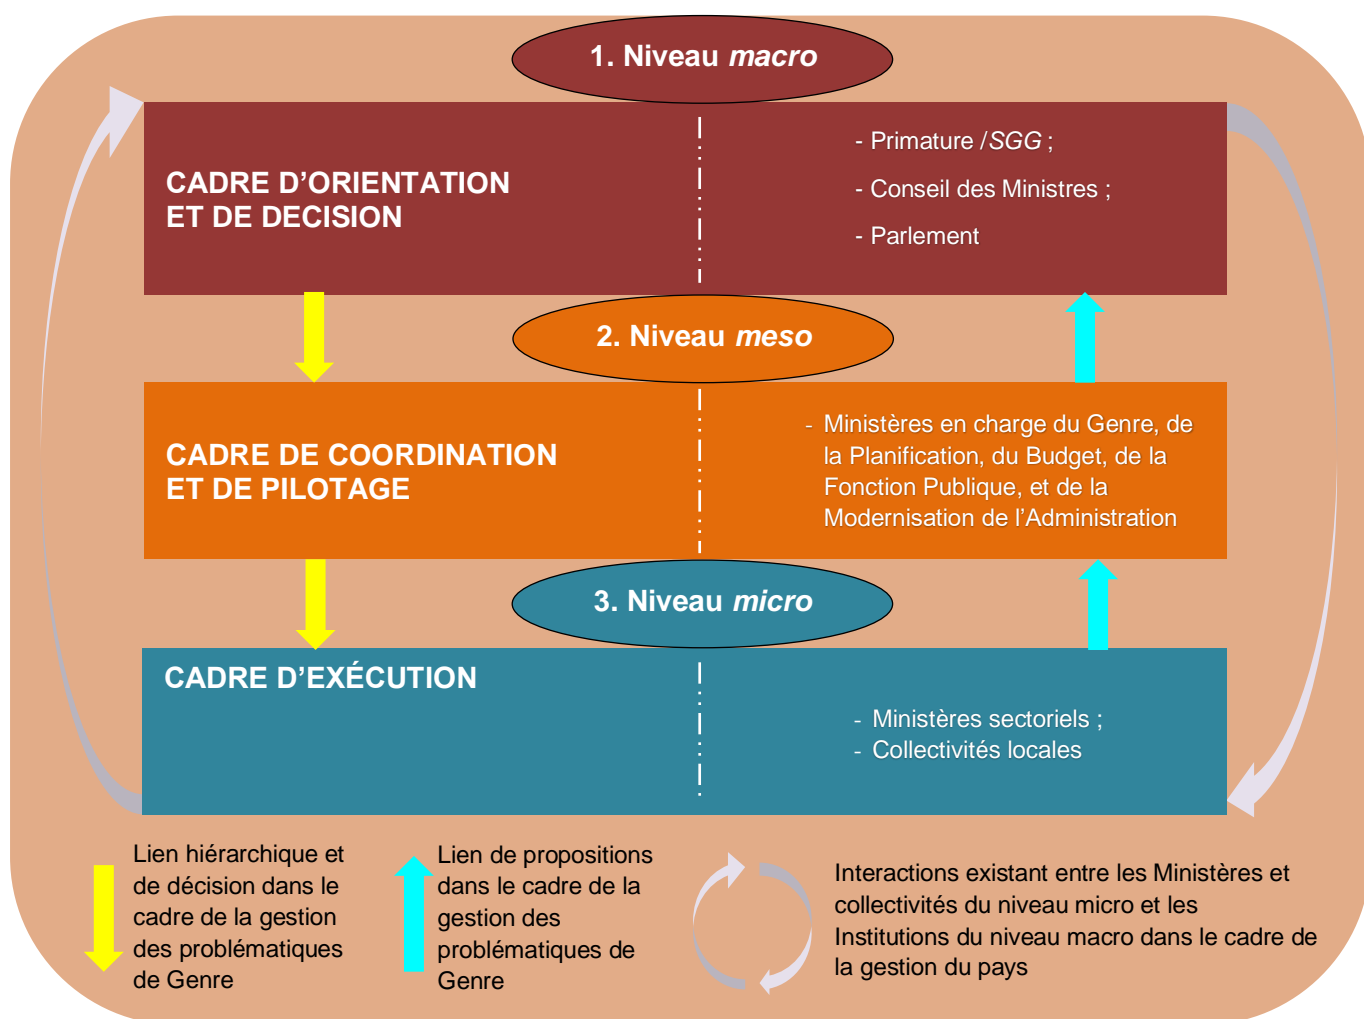 1. Niveau macro
CADRE D’ORIENTATION
ET DE DECISION
- Primature /SGG ;
- Conseil des Ministres ;
- Parlement
2. Niveau meso
CADRE DE COORDINATION
ET DE PILOTAGE
- Ministères en charge du Genre, de
la Planification, du Budget, de la
Fonction Publique, et de la
Modernisation de l’Administration
3. Niveau micro
CADRE D’EXÉCUTION
- Ministères sectoriels ;
- Collectivités locales
Lien hiérarchique et
de décision dans le
cadre de la gestion
des problématiques
de Genre
Lien de propositions
dans le cadre de la
gestion des
problématiques de
Genre
Interactions existant entre les Ministères et
collectivités du niveau micro et les
Institutions du niveau macro dans le cadre de
la gestion du pays